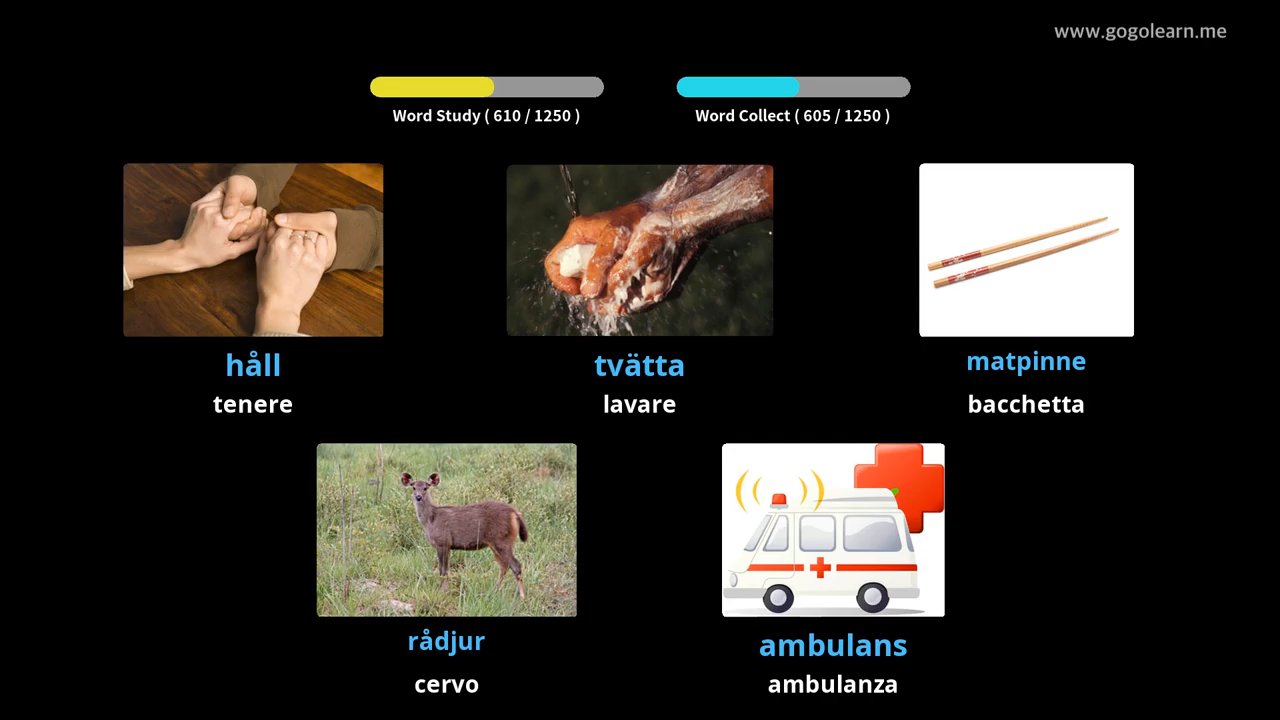 www.gogolearn.me
Word Study ( 610 / 1250 )
Word Collect ( 605 / 1250 )
håll
tenere
tvätta
lavare
matpinne
bacchetta
rådjur
cervo
ambulans
ambulanza